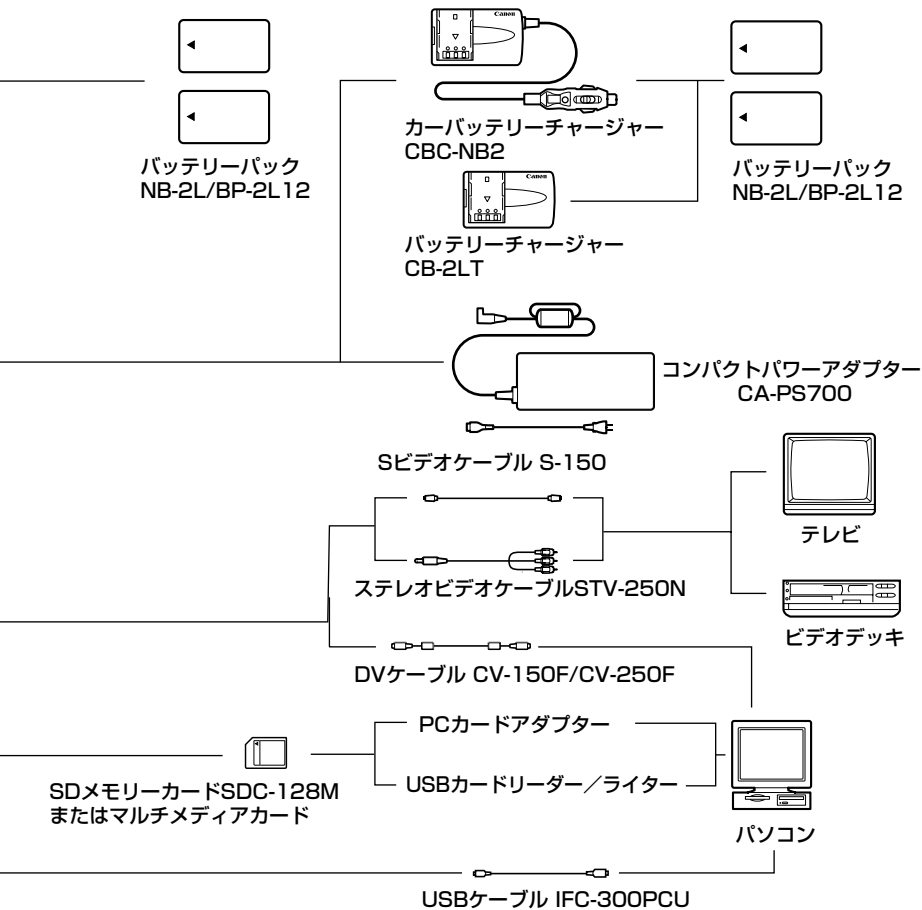 Canon
バッテリーパック
NB-2L/BP-2L12
カーバッテリーチャージャー
CBC-NB2
バッテリーパック
NB-2L/BP-2L12
Canon
バッテリーチャージャー
CB-2LT
コンパクトパワーアダプター
CA-PS700
Sビデオケーブル S-150
テレビ
ステレオビデオケーブルSTV-250N
ビデオデッキ
DVケーブル CV-150F/CV-250F
PCカードアダプター
USBカードリーダー／ライター
SDメモリーカードSDC-128M
またはマルチメディアカード
パソコン
USBケーブル IFC-300PCU